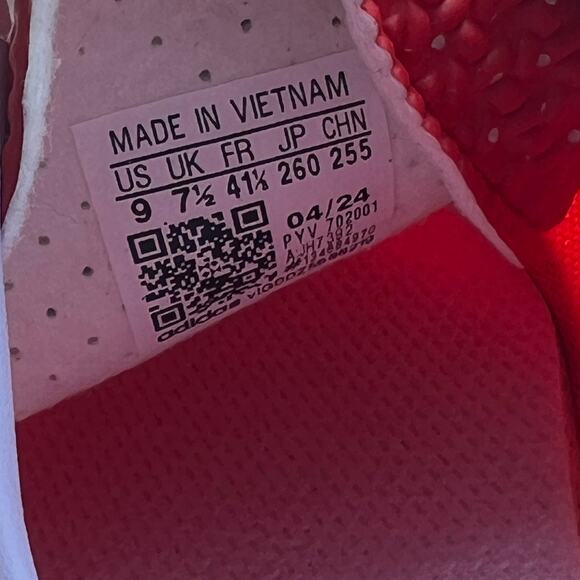 MADE IN VIETNAM
US UK FR JP CHN
9 7½ 41⅓ 260 255
04/24
PYV 702001
adidas